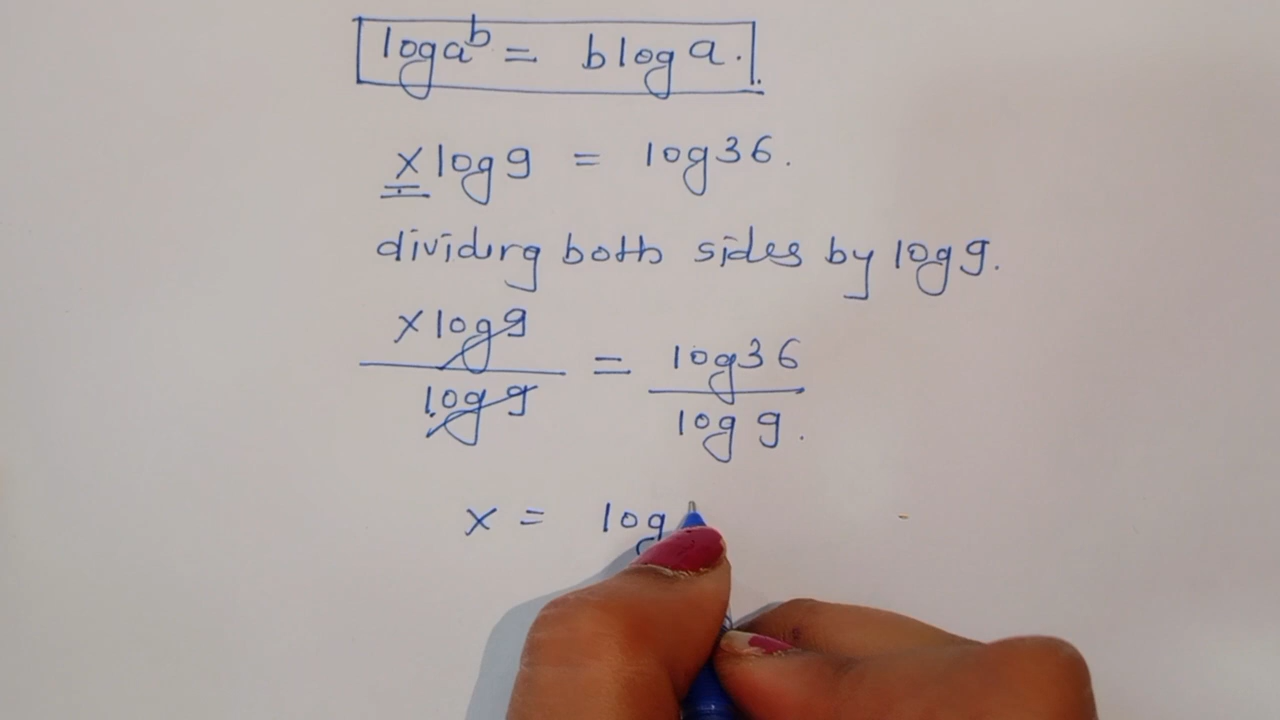 log a^b = b log a.
x log 9 = log 36.
dividing both sides by log 9.
x log 9 / log 9 = log 36 / log 9.
x = log